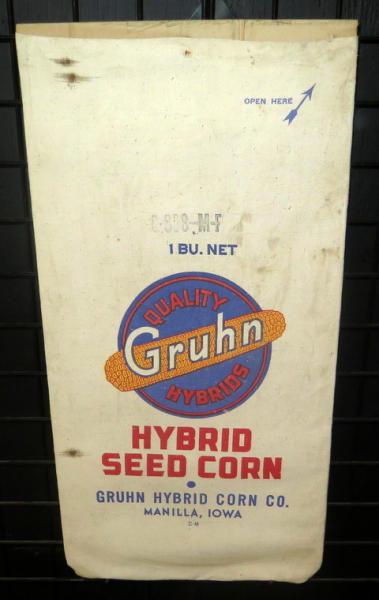 OPEN HERE
1 BU. NET
QUALITY
Gruhn
HYBRIDS
HYBRID
SEED CORN
GRUHN HYBRID CORN CO.
MANILLA, IOWA